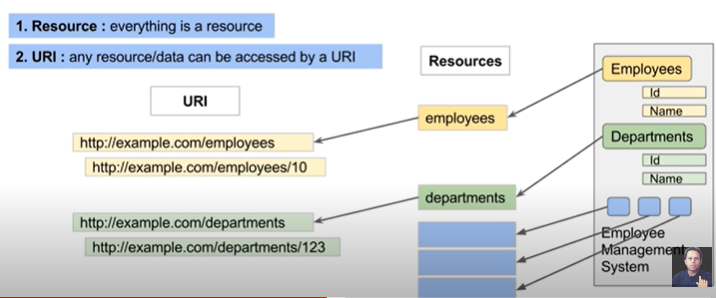 1. Resource : everything is a resource
2. URI : any resource/data can be accessed by a URI
URI
http://example.com/employees
http://example.com/employees/10
http://example.com/departments
http://example.com/departments/123
Resources
employees
departments
Employees
Id
Name
Departments
Id
Name
Employee
Management
System